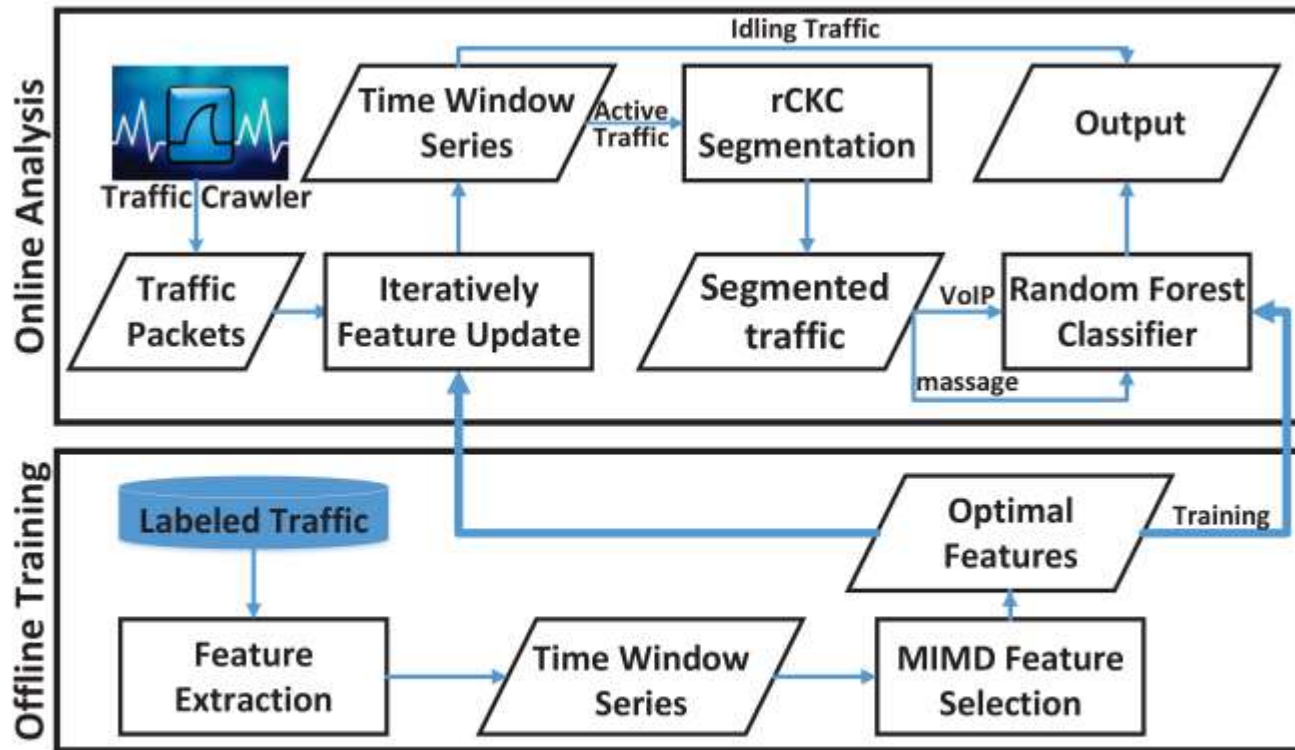 Online Analysis
Idling Traffic
Traffic Crawler
Time Window
Series
Active
Traffic
rCKC
Segmentation
Output
Traffic
Packets
Iteratively
Feature Update
Segmented
traffic
VoIP
massage
Random Forest
Classifier
Offline Training
Labeled Traffic
Optimal
Features
Training
Feature
Extraction
Time Window
Series
MIMD Feature
Selection